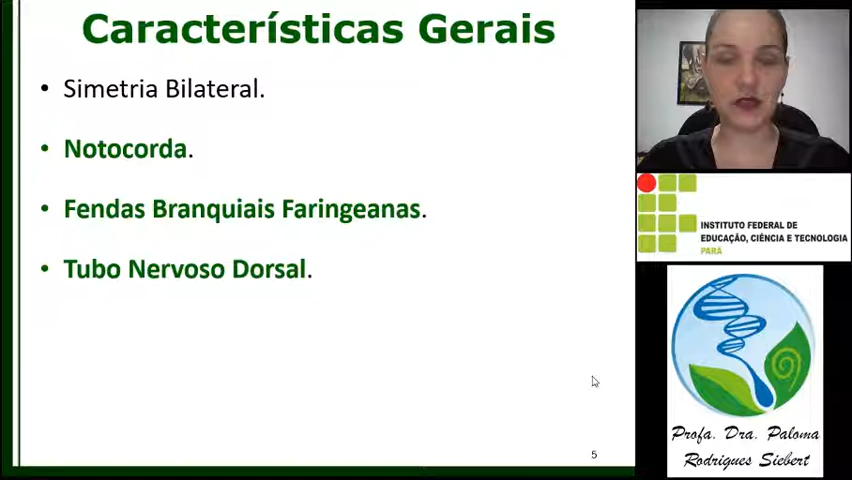 Características Gerais
• Simetria Bilateral.
• Notocorda.
• Fendas Branquiais Faringeanas.
• Tubo Nervoso Dorsal.
5
INSTITUTO FEDERAL DE
EDUCAÇÃO, CIÊNCIA E TECNOLOGIA
PARÁ
Profa. Dra. Paloma
Rodrigues Siebert